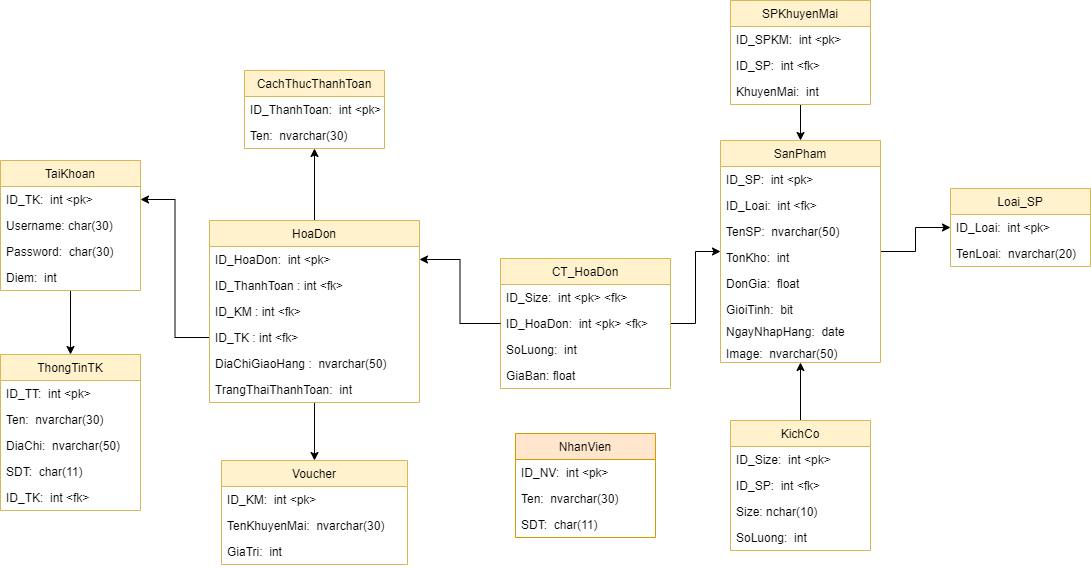 SPKhuyenMai
ID_SPKM: int <pk>
ID_SP: int <fk>
KhuyenMai: int
CachThucThanhToan
ID_ThanhToan: int <pk>
Ten: nvarchar(30)
TaiKhoan
ID_TK: int <pk>
Username: char(30)
Password: char(30)
Diem: int
HoaDon
ID_HoaDon: int <pk>
ID_ThanhToan : int <fk>
ID_KM : int <fk>
ID_TK : int <fk>
DiaChiGiaoHang : nvarchar(50)
TrangThaiThanhToan: int
CT_HoaDon
ID_Size: int <pk> <fk>
ID_HoaDon: int <pk> <fk>
SoLuong: int
GiaBan: float
SanPham
ID_SP: int <pk>
ID_Loai: int <fk>
TenSP: nvarchar(50)
TonKho: int
DonGia: float
GioiTinh: bit
NgayNhapHang: date
Image: nvarchar(50)
Loai_SP
ID_Loai: int <pk>
TenLoai: nvarchar(20)
ThongTinTK
ID_TT: int <pk>
Ten: nvarchar(30)
DiaChi: nvarchar(50)
SDT: char(11)
ID_TK: int <fk>
Voucher
ID_KM: int <pk>
TenKhuyenMai: nvarchar(30)
GiaTri: int
NhanVien
ID_NV: int <pk>
Ten: nvarchar(30)
SDT: char(11)
KichCo
ID_Size: int <pk>
ID_SP: int <fk>
Size: nchar(10)
SoLuong: int